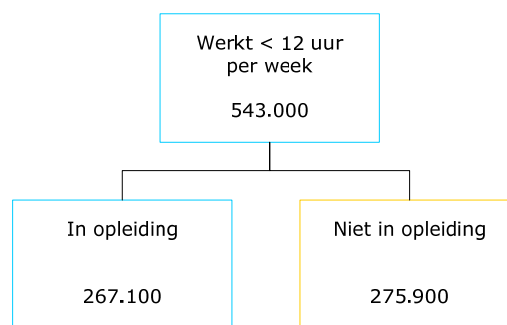 Werkt < 12 uur
per week
543.000
In opleiding
267.100
Niet in opleiding
275.900